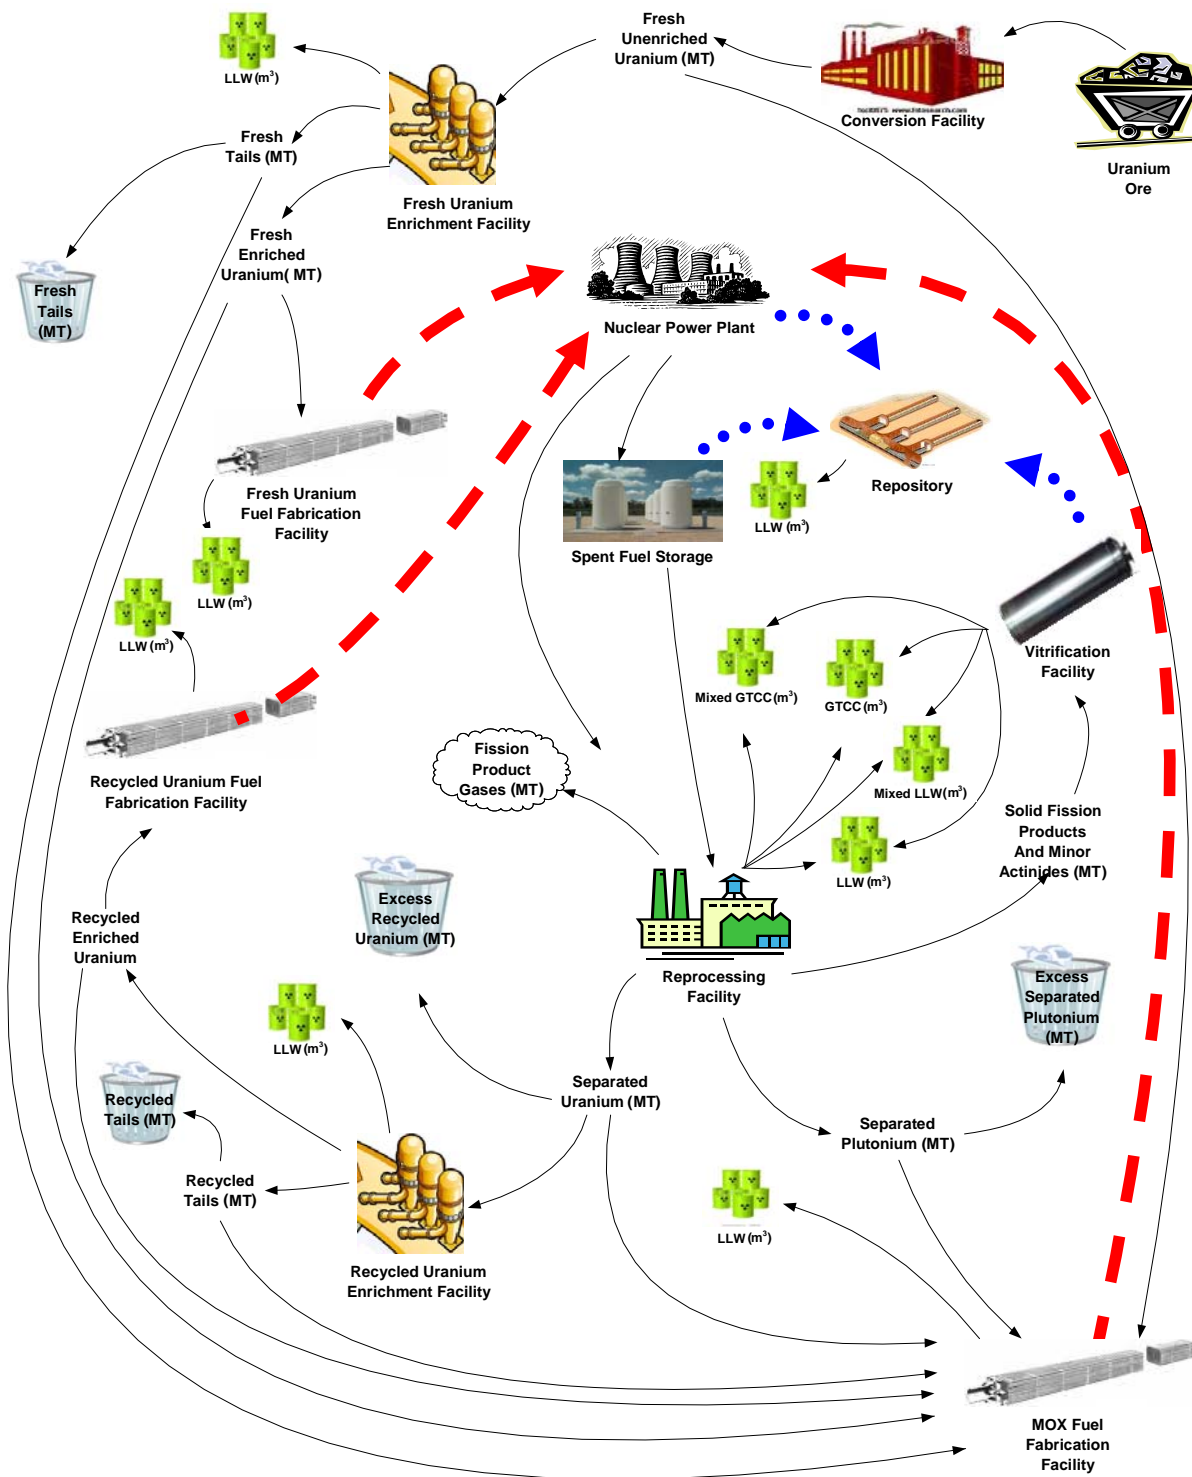 Fresh
Unenriched
Uranium (MT)
LLW (m³)
Conversion Facility
Uranium
Ore
Fresh
Tails (MT)
Fresh Uranium
Enrichment Facility
Fresh
Enriched
Uranium( MT)
Fresh
Tails
(MT)
Nuclear Power Plant
Repository
Fresh Uranium
Fuel Fabrication
Facility
LLW (m³)
Spent Fuel Storage
LLW (m³)
LLW (m³)
Vitrification
Facility
Mixed GTCC(m³)
GTCC(m³)
Recycled Uranium Fuel
Fabrication Facility
Fission
Product
Gases (MT)
Mixed LLW(m³)
Solid Fission
Products
And Minor
Actinides (MT)
LLW (m³)
Excess
Recycled
Uranium (MT)
Recycled
Enriched
Uranium
Reprocessing
Facility
Excess
Separated
Plutonium
(MT)
LLW (m³)
Recycled
Tails (MT)
Separated
Uranium (MT)
Separated
Plutonium (MT)
Recycled
Tails (MT)
LLW (m³)
Recycled Uranium
Enrichment Facility
MOX Fuel
Fabrication
Facility